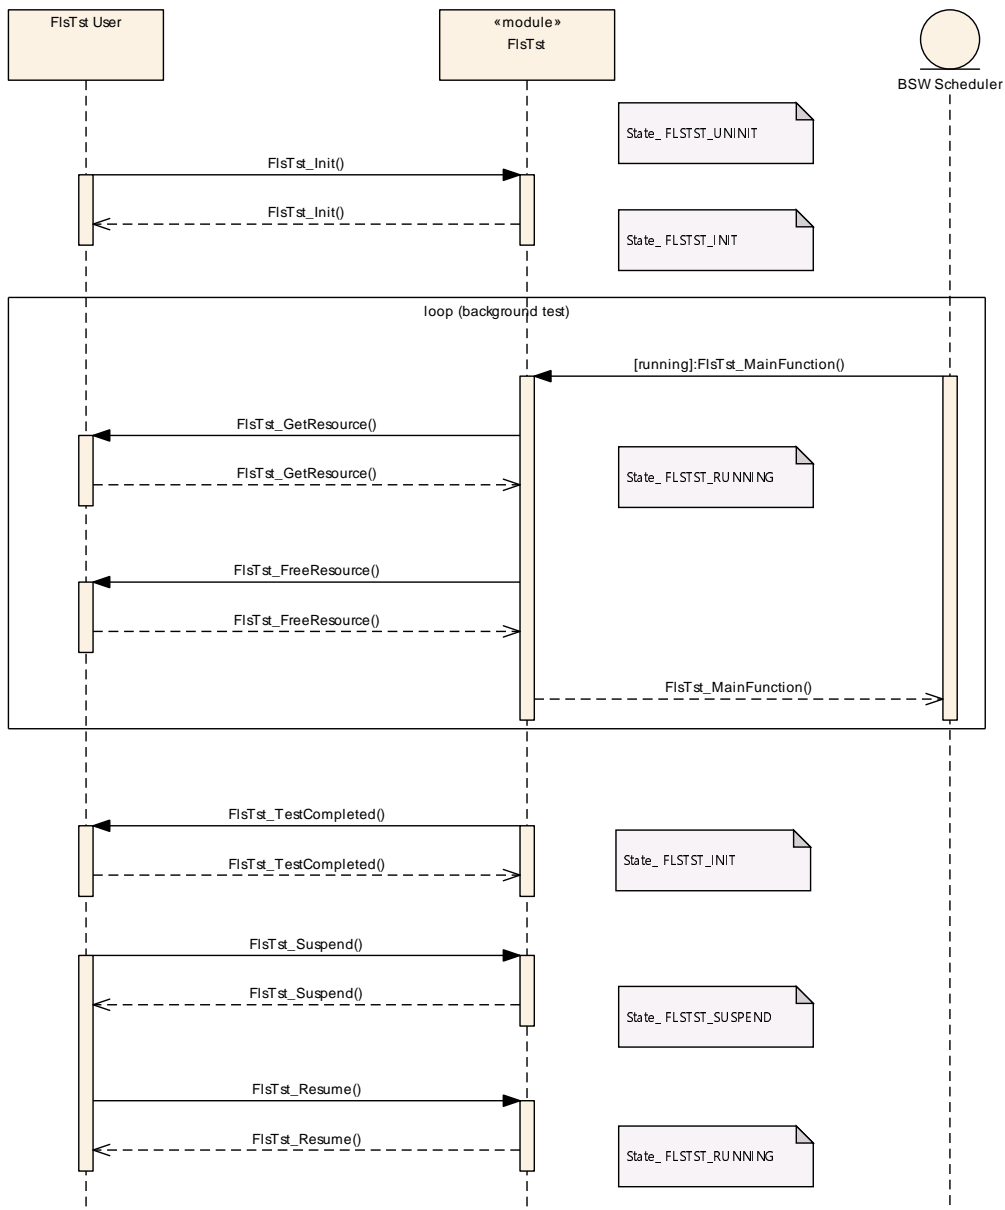 FlsTst User
«module»
FlsTst
BSW Scheduler
State_ FLSTST_UNINIT
FlsTst_Init()
FlsTst_Init()
State_ FLSTST_INIT
loop (background test)
[running]:FlsTst_MainFunction()
FlsTst_GetResource()
FlsTst_GetResource()
State_ FLSTST_RUNNING
FlsTst_FreeResource()
FlsTst_FreeResource()
FlsTst_MainFunction()
FlsTst_TestCompleted()
FlsTst_TestCompleted()
State_ FLSTST_INIT
FlsTst_Suspend()
FlsTst_Suspend()
State_ FLSTST_SUSPEND
FlsTst_Resume()
FlsTst_Resume()
State_ FLSTST_RUNNING